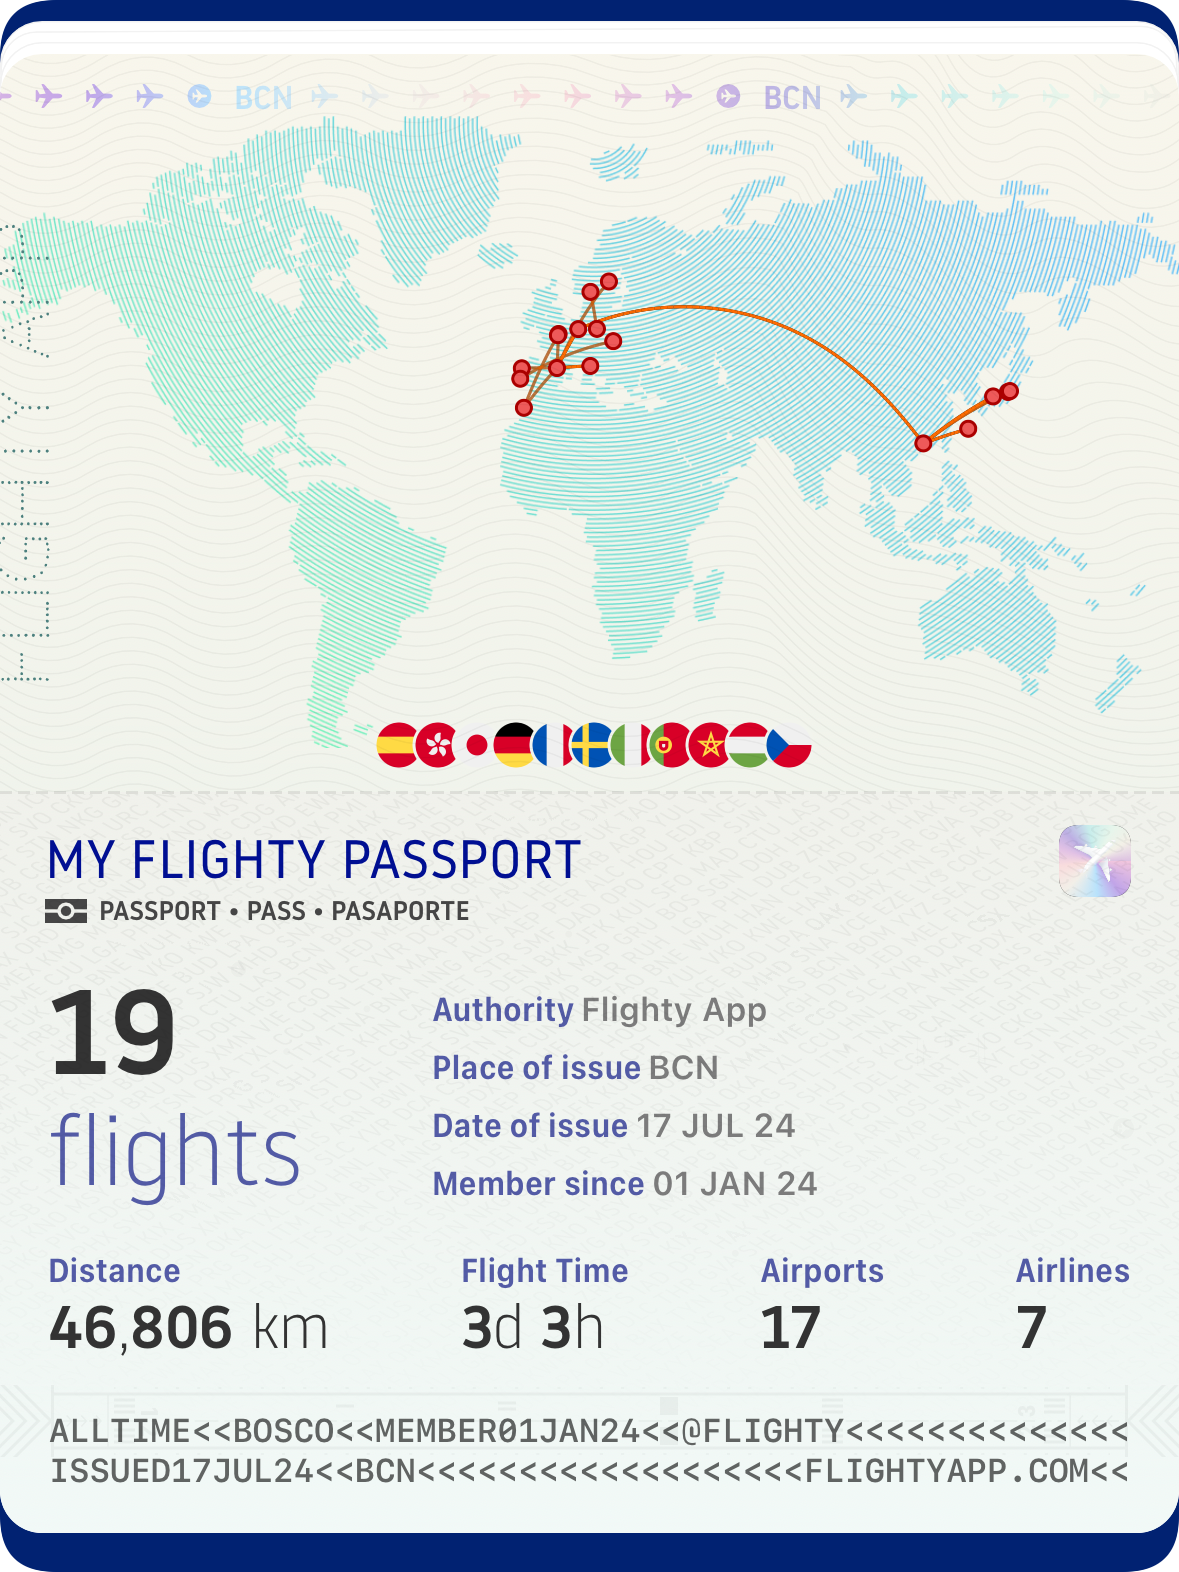 BCN BCN
FLIGHTY APP
MY FLIGHTY PASSPORT
PASSPORT • PASS • PASAPORTE
19
flights
Authority Flighty App
Place of issue BCN
Date of issue 17 JUL 24
Member since 01 JAN 24
Distance
46,806 km
Flight Time
3d 3h
Airports
17
Airlines
7
ALLTIME<<BOSCO<<MEMBER01JAN24<<@FLIGHTY<<<<<<<<<<<<<<
ISSUED17JUL24<<BCN<<<<<<<<<<<<<<<<<<<FLIGHTYAPP.COM<<